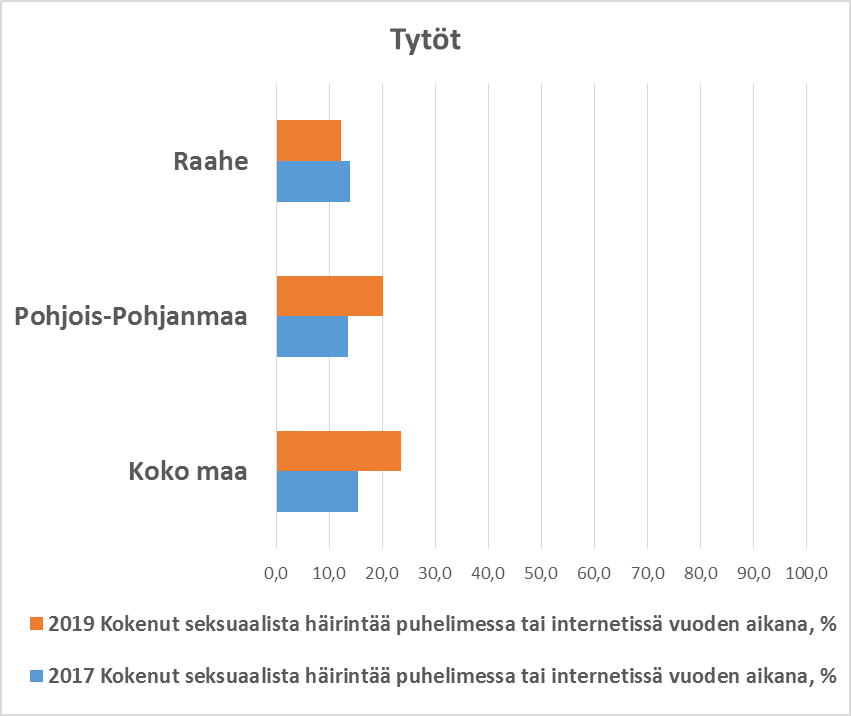 Tytöt
Raahe
Pohjois-Pohjanmaa
Koko maa
0,0 10,0 20,0 30,0 40,0 50,0 60,0 70,0 80,0 90,0 100,0
2019 Kokenut seksuaalista häirintää puhelimessa tai internetissä vuoden aikana, %
2017 Kokenut seksuaalista häirintää puhelimessa tai internetissä vuoden aikana, %